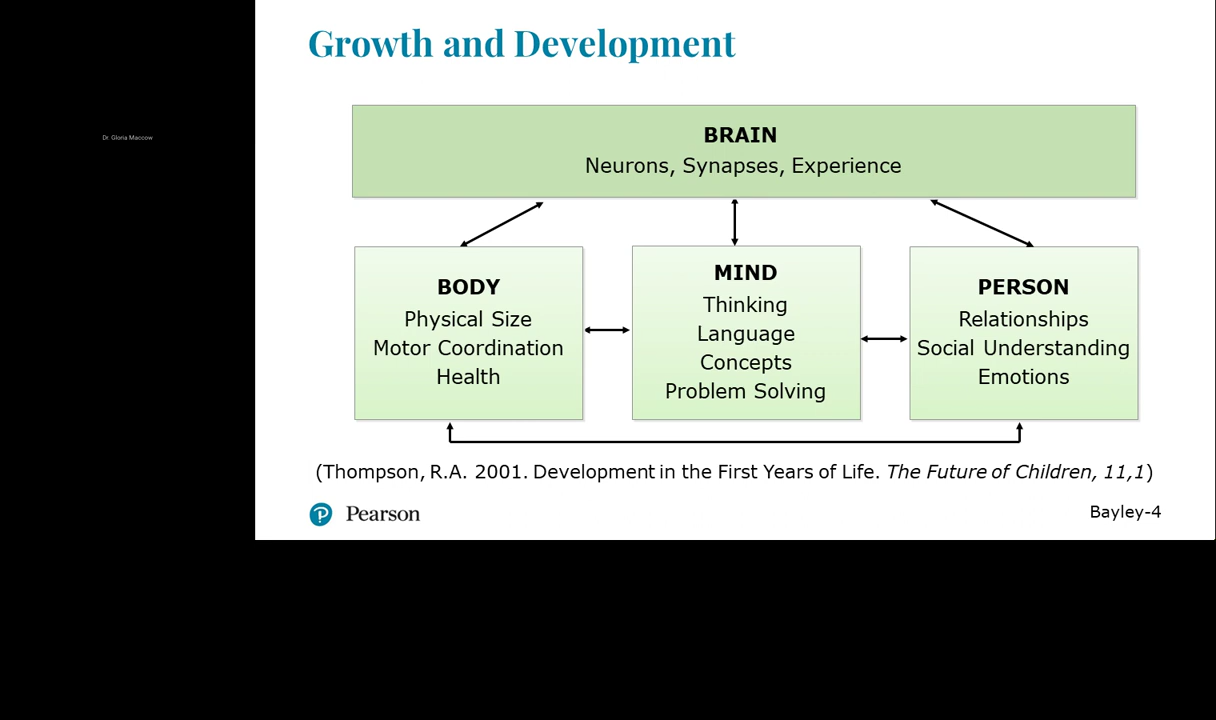 Growth and Development
Dr. Gloria Maccow
BRAIN
Neurons, Synapses, Experience
BODY
Physical Size
Motor Coordination
Health
MIND
Thinking
Language
Concepts
Problem Solving
PERSON
Relationships
Social Understanding
Emotions
(Thompson, R.A. 2001. Development in the First Years of Life. The Future of Children, 11,1)
Pearson
Bayley-4